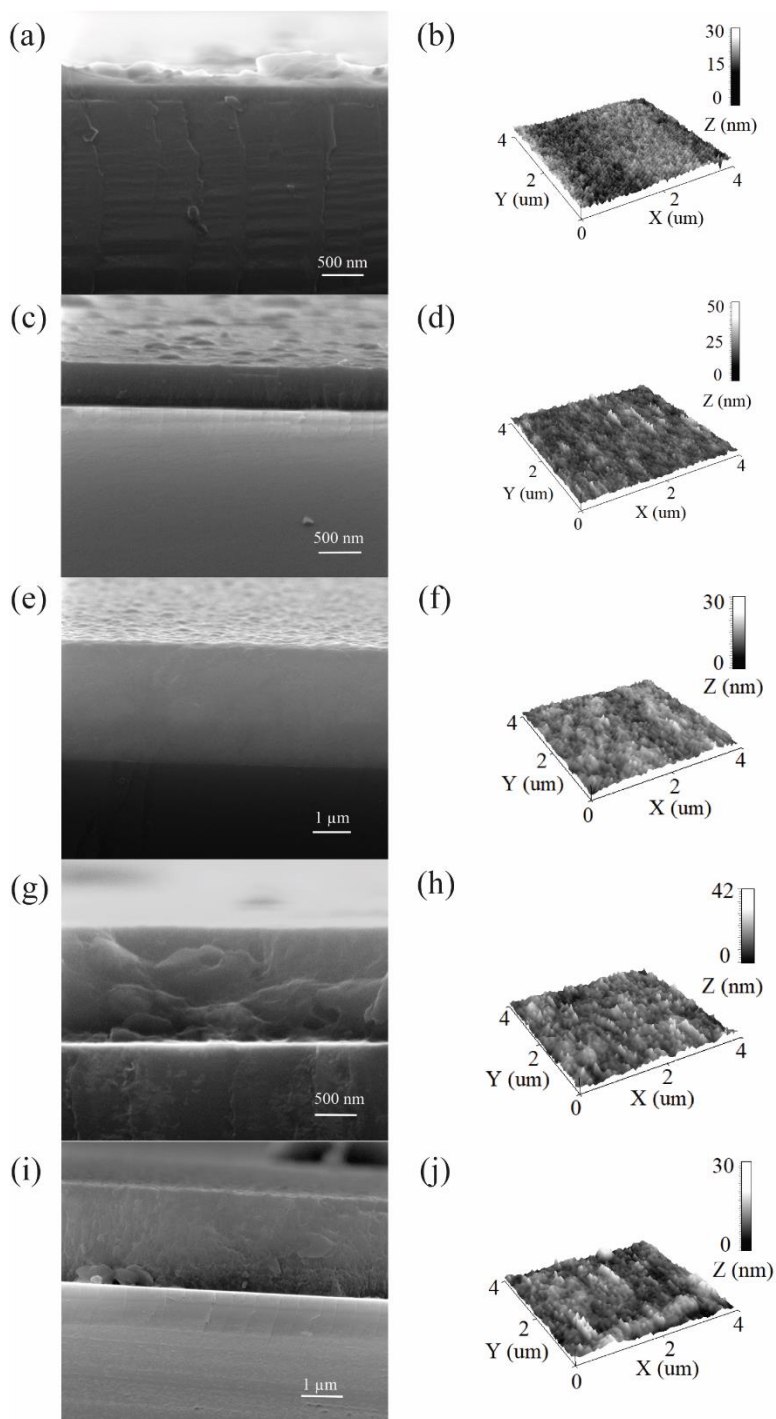 (a)
500 nm
(b)
30
15
0
Z (nm)
4
2
Y (um)
0
X (um)
2
4
(c)
500 nm
(d)
50
25
0
Z (nm)
4
2
Y (um)
0
X (um)
2
4
(e)
1 µm
(f)
30
0
Z (nm)
4
2
Y (um)
0
X (um)
2
4
(g)
500 nm
(h)
42
0
Z (nm)
4
2
Y (um)
0
X (um)
2
4
(i)
1 µm
(j)
30
0
Z (nm)
4
2
Y (um)
0
X (um)
2
4